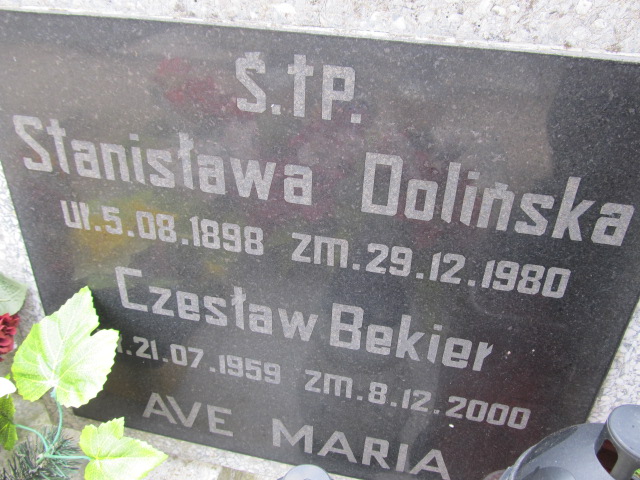 Ś.†P.
Stanisława Dolińska
ur.5.08.1898 zm.29.12.1980
Czesław Bekier
.21.07.1959 zm.8.12.2000
AVE MARIA